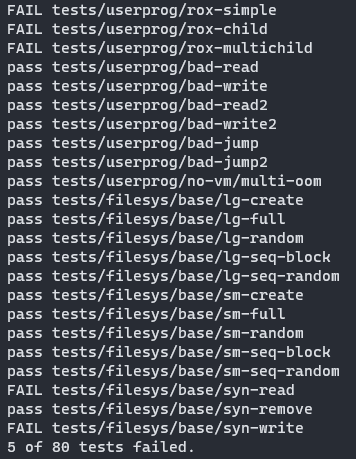 FAIL tests/userprog/rox-simple
FAIL tests/userprog/rox-child
FAIL tests/userprog/rox-multichild
pass tests/userprog/bad-read
pass tests/userprog/bad-write
pass tests/userprog/bad-read2
pass tests/userprog/bad-write2
pass tests/userprog/bad-jump
pass tests/userprog/bad-jump2
pass tests/userprog/no-vm/multi-oom
pass tests/filesys/base/lg-create
pass tests/filesys/base/lg-full
pass tests/filesys/base/lg-random
pass tests/filesys/base/lg-seq-block
pass tests/filesys/base/lg-seq-random
pass tests/filesys/base/sm-create
pass tests/filesys/base/sm-full
pass tests/filesys/base/sm-random
pass tests/filesys/base/sm-seq-block
pass tests/filesys/base/sm-seq-random
FAIL tests/filesys/base/syn-read
pass tests/filesys/base/syn-remove
FAIL tests/filesys/base/syn-write
5 of 80 tests failed.